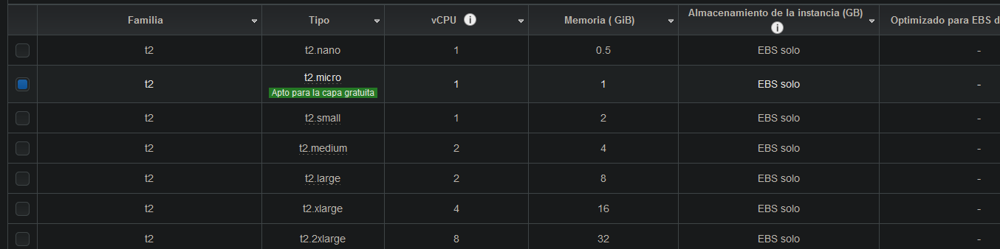 Familia Tipo vCPU i Memoria ( GiB) Almacenamiento de la instancia (GB) i Optimizado para EBS d
t2 t2.nano 1 0.5 EBS solo -
t2 t2.micro 1 1 EBS solo -
Apto para la capa gratuita
t2 t2.small 1 2 EBS solo -
t2 t2.medium 2 4 EBS solo -
t2 t2.large 2 8 EBS solo -
t2 t2.xlarge 4 16 EBS solo -
t2 t2.2xlarge 8 32 EBS solo -